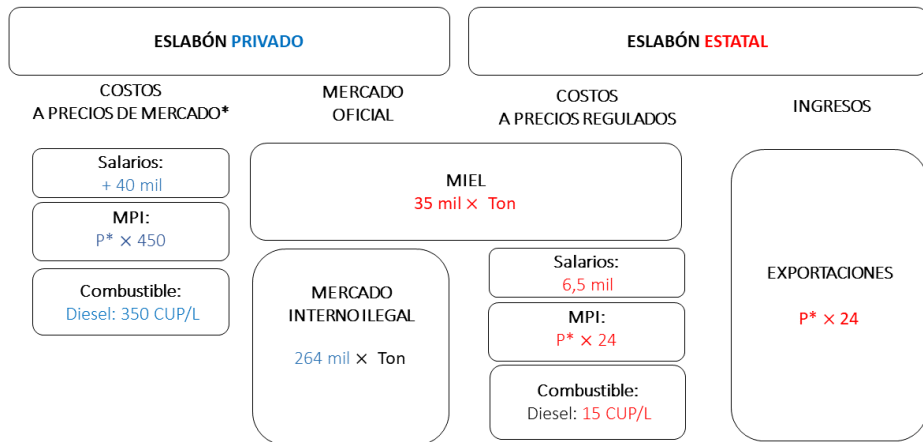 ESLABÓN PRIVADO
ESLABÓN ESTATAL
COSTOS
A PRECIOS DE MERCADO*
MERCADO
OFICIAL
COSTOS
A PRECIOS REGULADOS
INGRESOS
Salarios:
+ 40 mil
MPI:
P* × 450
Combustible:
Diesel: 350 CUP/L
MIEL
35 mil × Ton
MERCADO
INTERNO ILEGAL
264 mil × Ton
Salarios:
6,5 mil
MPI:
P* × 24
Combustible:
Diesel: 15 CUP/L
EXPORTACIONES
P* × 24